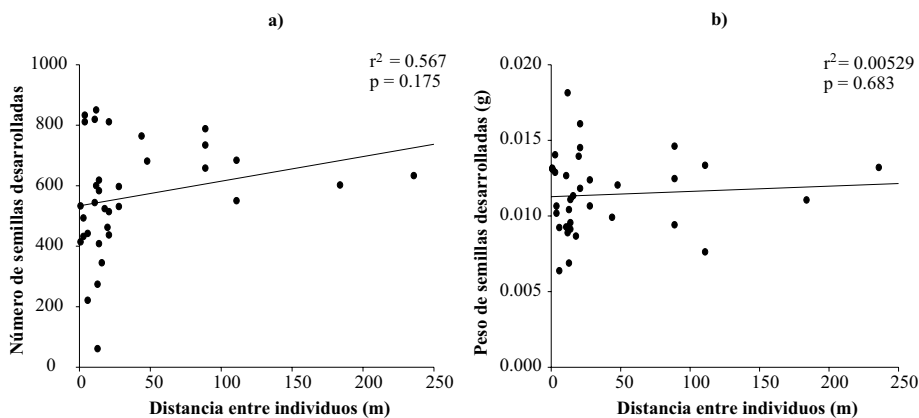 a)
r² = 0.567
p = 0.175
Número de semillas desarrolladas
1000
800
600
400
200
0
0 50 100 150 200 250
Distancia entre individuos (m)
b)
r² = 0.00529
p = 0.683
Peso de semillas desarrolladas (g)
0.020
0.015
0.010
0.005
0.000
0 50 100 150 200 250
Distancia entre individuos (m)